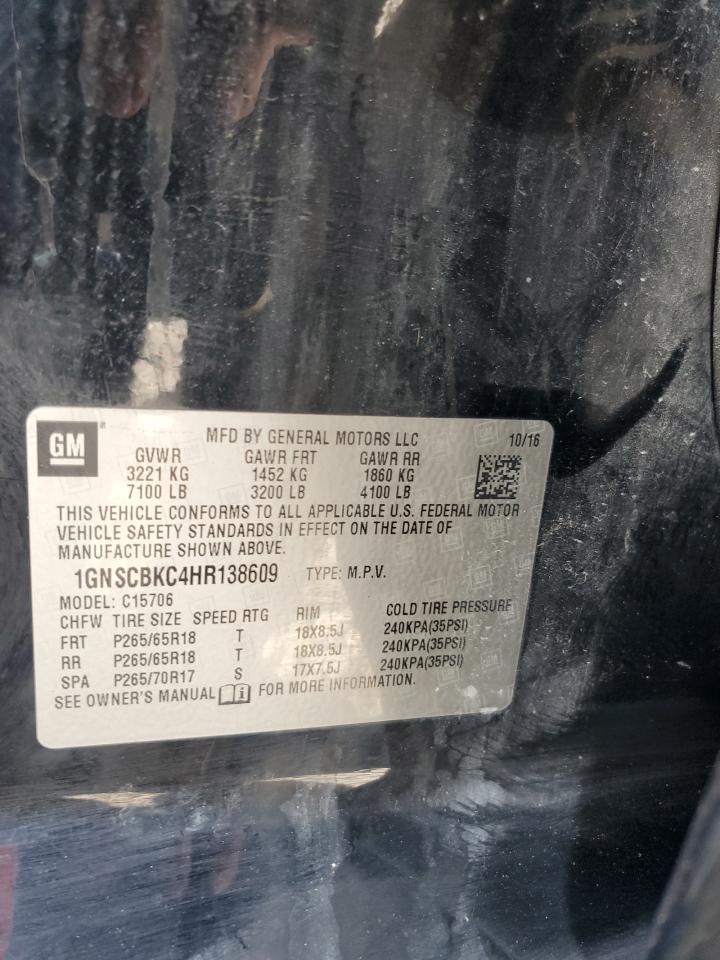 GM
MFD BY GENERAL MOTORS LLC 10/16
GVWR GAWR FRT GAWR RR
3221 KG 1452 KG 1860 KG
7100 LB 3200 LB 4100 LB
THIS VEHICLE CONFORMS TO ALL APPLICABLE U.S. FEDERAL MOTOR
VEHICLE SAFETY STANDARDS IN EFFECT ON THE DATE OF
MANUFACTURE SHOWN ABOVE.
1GNSCBKC4HR138609 TYPE: M.P.V.
MODEL: C15706
CHFW TIRE SIZE SPEED RTG RIM COLD TIRE PRESSURE
FRT P265/65R18 T 18X8.5J 240KPA(35PSI)
RR P265/65R18 T 18X8.5J 240KPA(35PSI)
SPA P265/70R17 S 17X7.5J 240KPA(35PSI)
SEE OWNER'S MANUAL i FOR MORE INFORMATION.